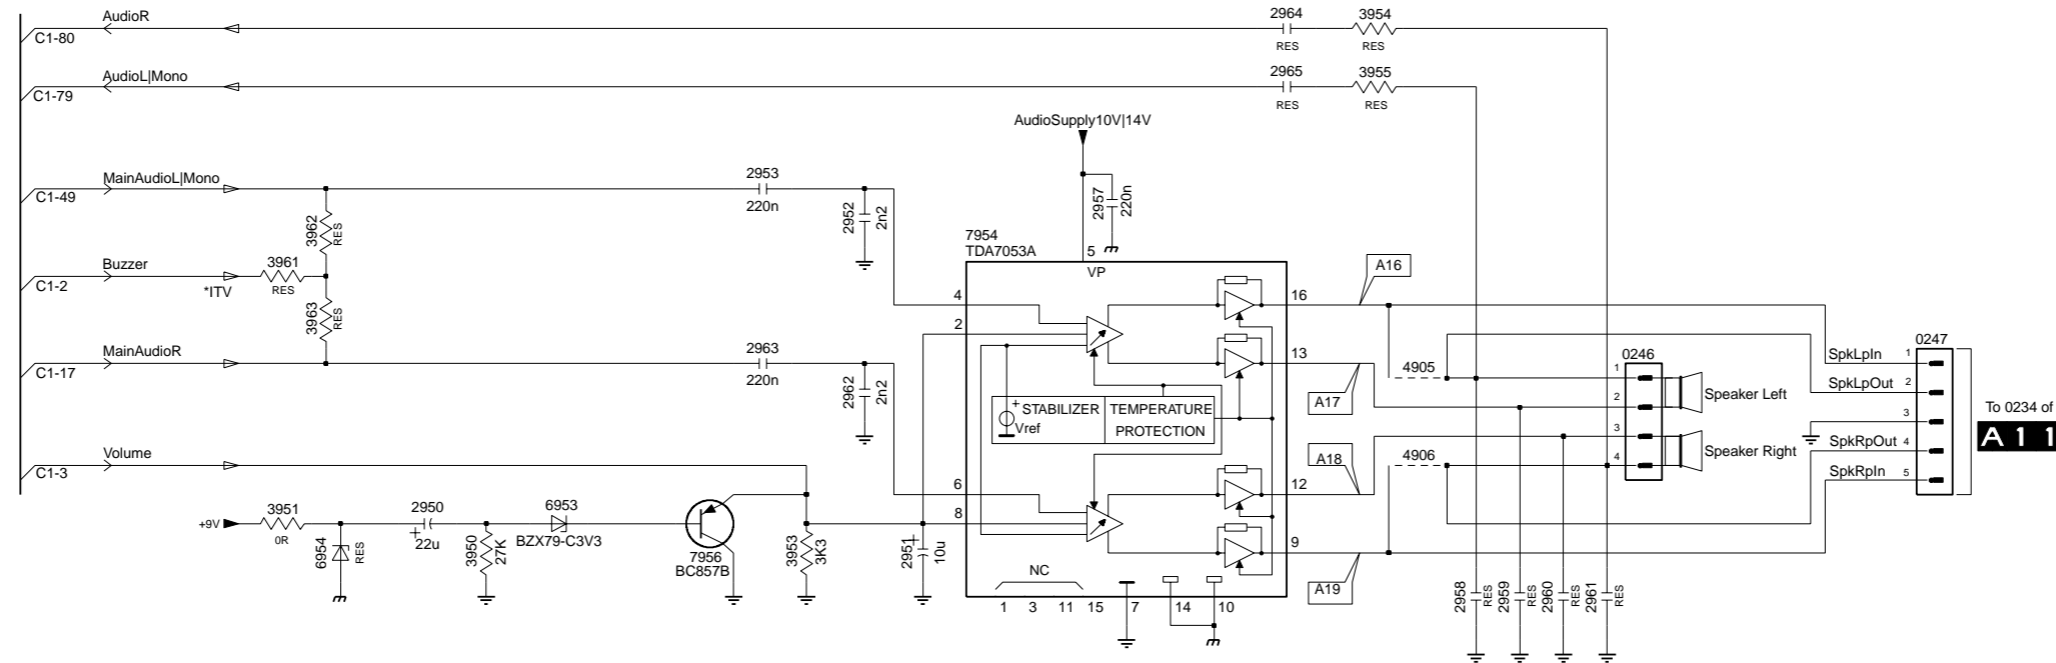 AudioR
C1-80
2964
RES
3954
RES
AudioL|Mono
C1-79
2965
RES
3955
RES
AudioSupply10V|14V
MainAudioL|Mono
C1-49
2953
220n
2952
2n2
2957
220n
3962
RES
Buzzer
C1-2
*ITV
3961
RES
3963
RES
MainAudioR
C1-17
2963
220n
2962
2n2
Volume
C1-3
+9V
3951
0R
6954
RES
2950
+
22u
3950
27K
6953
BZX79-C3V3
7956
BC857B
3953
3K3
2951
+
10u
7954
TDA7053A
5
VP
4
2
6
8
+
STABILIZER
Vref
TEMPERATURE
PROTECTION
NC
1 3 11 15 7 14 10
16
13
12
9
A16
A17
A18
A19
4905
4906
0246
1
2
3
4
Speaker Left
Speaker Right
2958
RES
2959
RES
2960
RES
2961
RES
0247
SpkLpIn 1
SpkLpOut 2
3
SpkRpOut 4
SpkRpIn 5
To 0234 of
A11